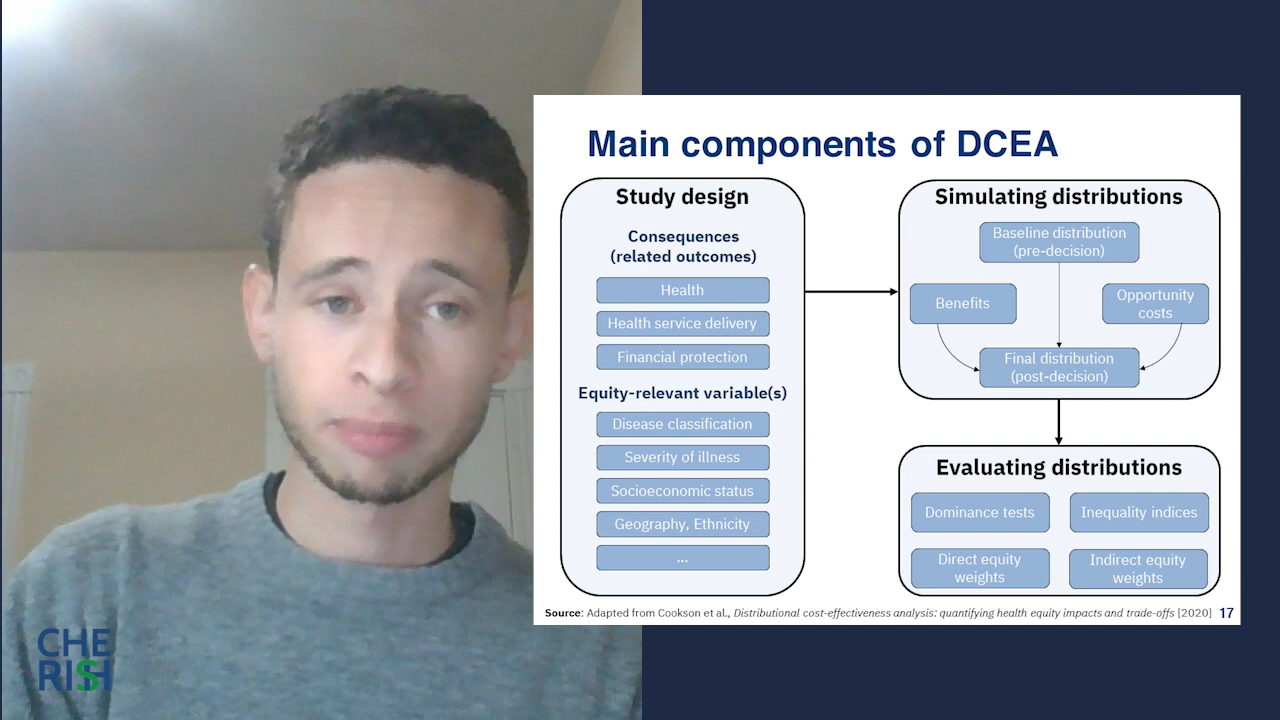 Main components of DCEA
Study design
Consequences
(related outcomes)
Health
Health service delivery
Financial protection
Equity-relevant variable(s)
Disease classification
Severity of illness
Socioeconomic status
Geography, Ethnicity
...
Simulating distributions
Baseline distribution
(pre-decision)
Benefits
Opportunity
costs
Final distribution
(post-decision)
Evaluating distributions
Dominance tests
Inequality indices
Direct equity
weights
Indirect equity
weights
Source: Adapted from Cookson et al., Distributional cost-effectiveness analysis: quantifying health equity impacts and trade-offs [2020] 17
CHE
RISH